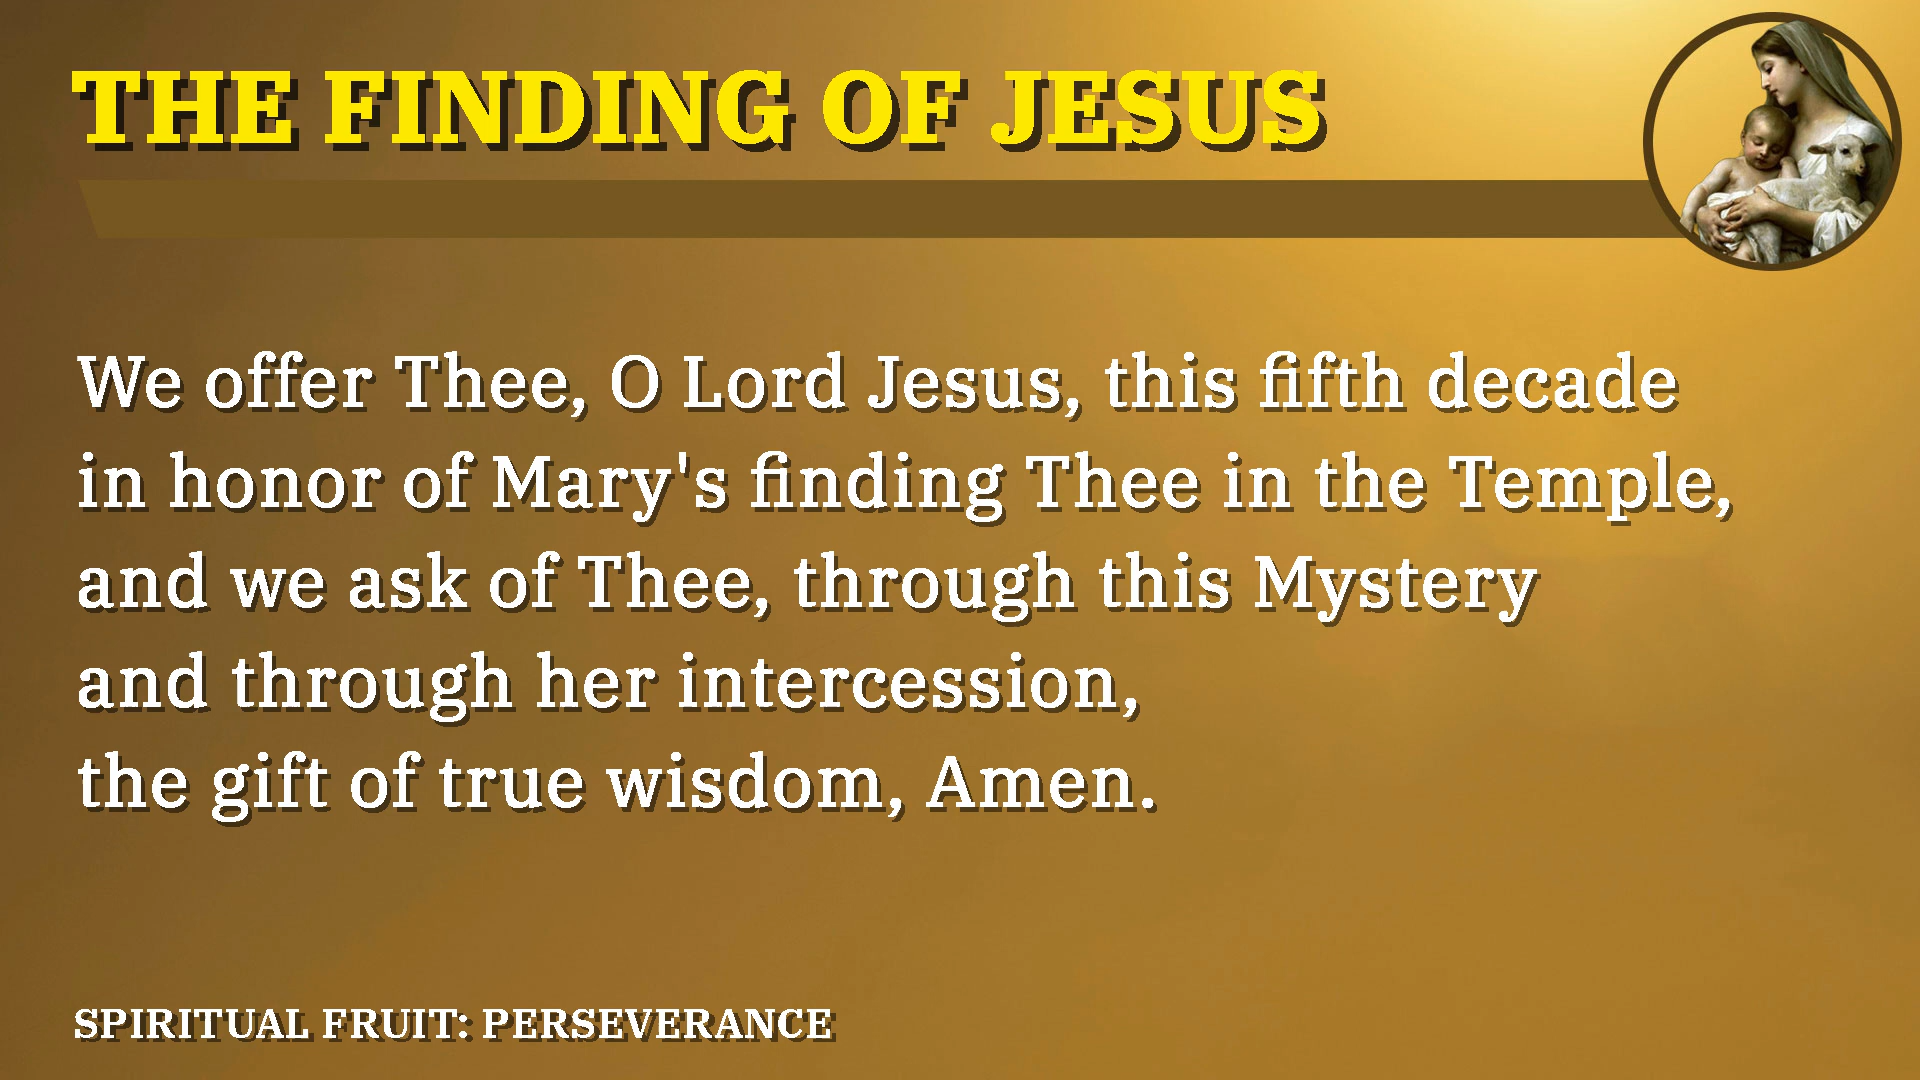 THE FINDING OF JESUS
We offer Thee, O Lord Jesus, this fifth decade
in honor of Mary's finding Thee in the Temple,
and we ask of Thee, through this Mystery
and through her intercession,
the gift of true wisdom, Amen.
SPIRITUAL FRUIT: PERSEVERANCE